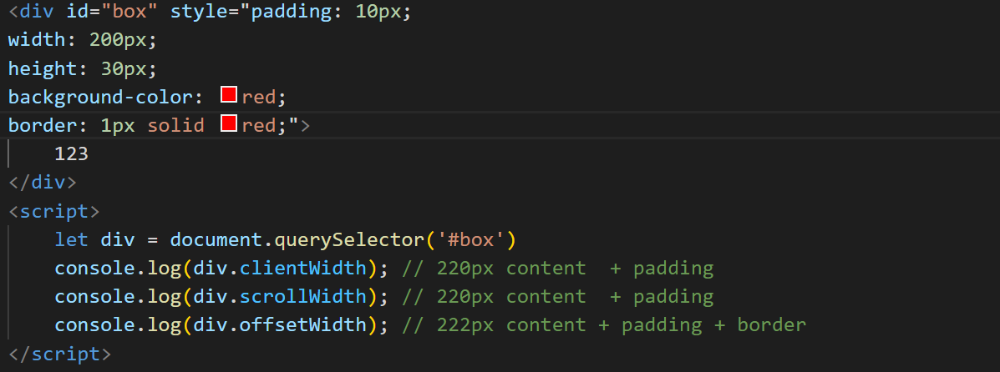 <div id="box" style="padding: 10px;
width: 200px;
height: 30px;
background-color: red;
border: 1px solid red;">
    123
</div>
<script>
    let div = document.querySelector('#box')
    console.log(div.clientWidth); // 220px content  + padding
    console.log(div.scrollWidth); // 220px content  + padding
    console.log(div.offsetWidth); // 222px content + padding + border
</script>